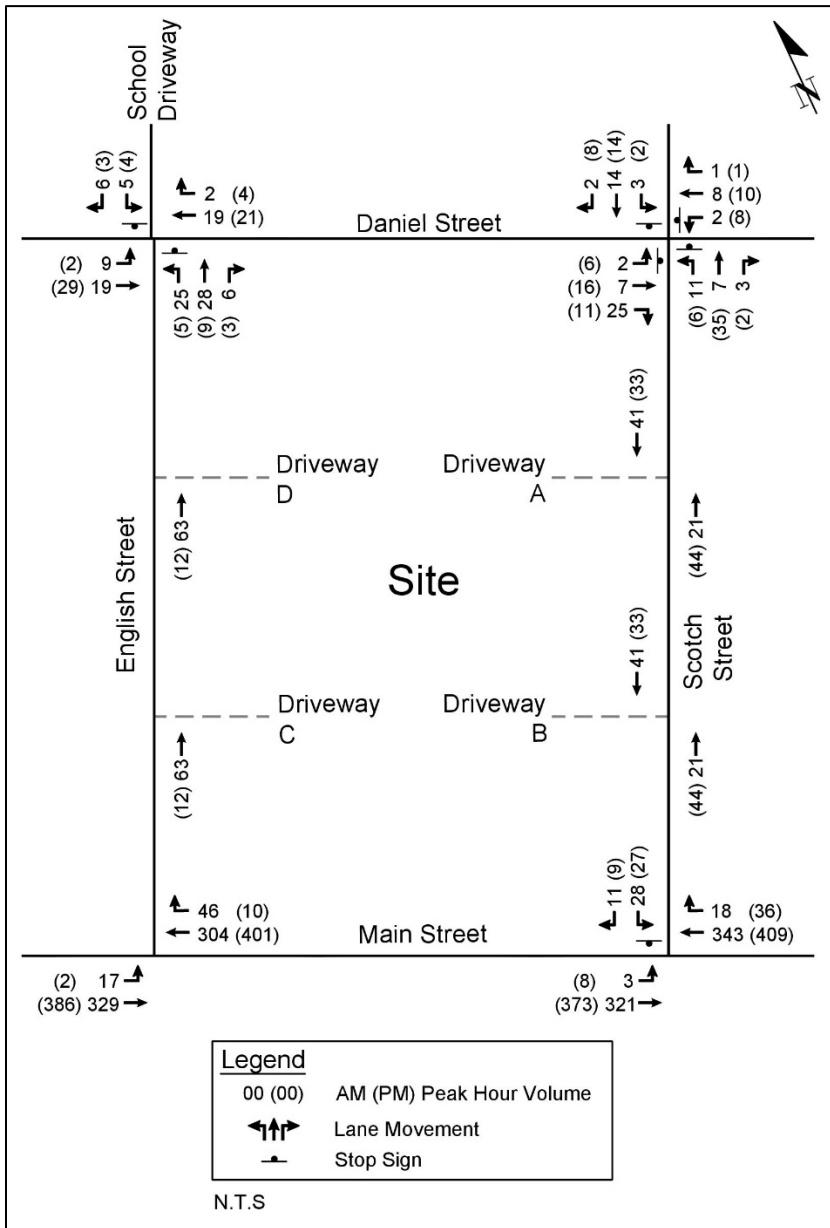 School
Driveway
N
6 (3)
5 (4)
2 (4)
19 (21)
Daniel Street
2 (8)
14 (14)
3 (2)
1 (1)
8 (10)
2 (8)
(2) 9
(29) 19
(5) 25
(9) 28
(3) 6
(6) 2
(16) 7
(11) 25
(6) 11
(35) 7
(2) 3
41 (33)
Driveway
D
Driveway
A
(12) 63
(44) 21
English Street
Site
Scotch
Street
41 (33)
Driveway
C
Driveway
B
(12) 63
(44) 21
11 (9)
28 (27)
46 (10)
304 (401)
Main Street
18 (36)
343 (409)
(2) 17
(386) 329
(8) 3
(373) 321
Legend
00 (00) AM (PM) Peak Hour Volume
Lane Movement
Stop Sign
N.T.S